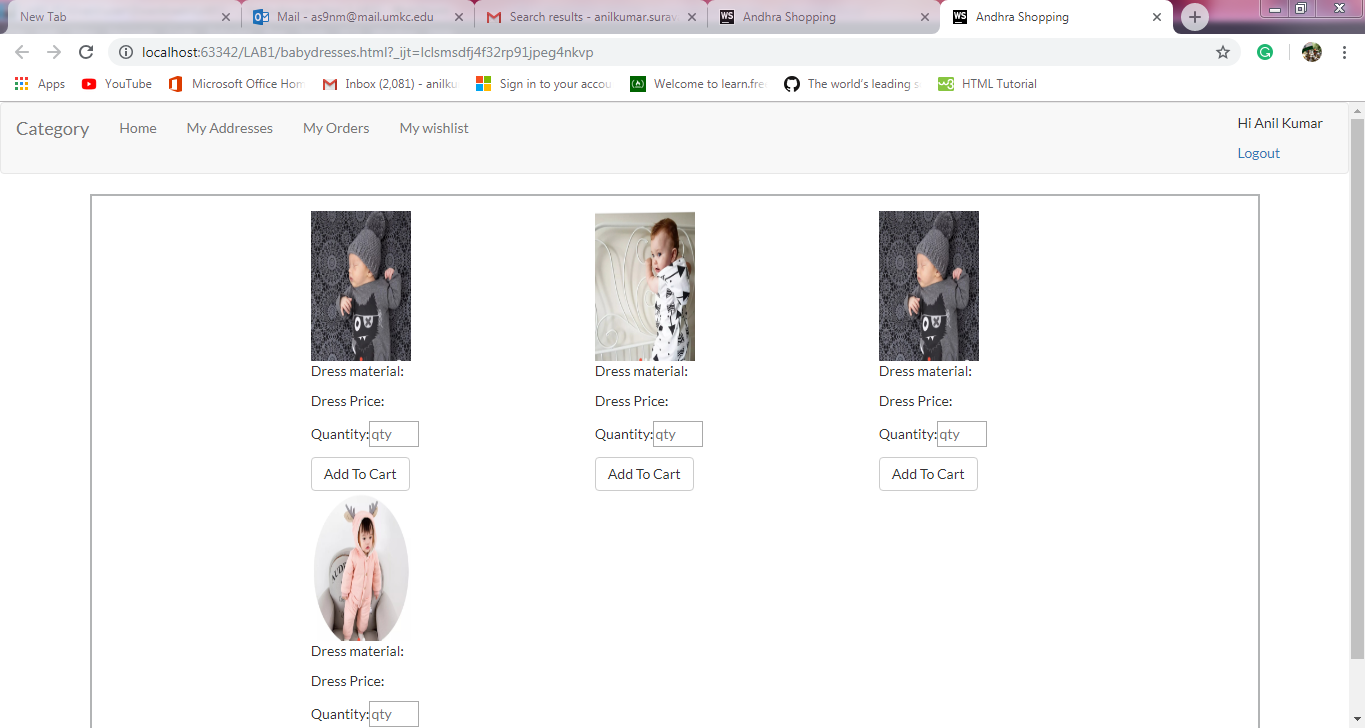 New Tab
Mail - as9nm@mail.umkc.edu
Search results - anilkumar.surav
Andhra Shopping
Andhra Shopping
localhost:63342/LAB1/babydresses.html?_ijt=lclsmsdfj4f32rp91jpeg4nkvp
Apps
YouTube
Microsoft Office Hom
Inbox (2,081) - anilku
Sign in to your accou
Welcome to learn.free
The world's leading s
HTML Tutorial
Category
Home
My Addresses
My Orders
My wishlist
Hi Anil Kumar
Logout
Dress material:
Dress Price:
Quantity: qty
Add To Cart
Dress material:
Dress Price:
Quantity: qty
Add To Cart
Dress material:
Dress Price:
Quantity: qty
Add To Cart
Dress material:
Dress Price:
Quantity: qty